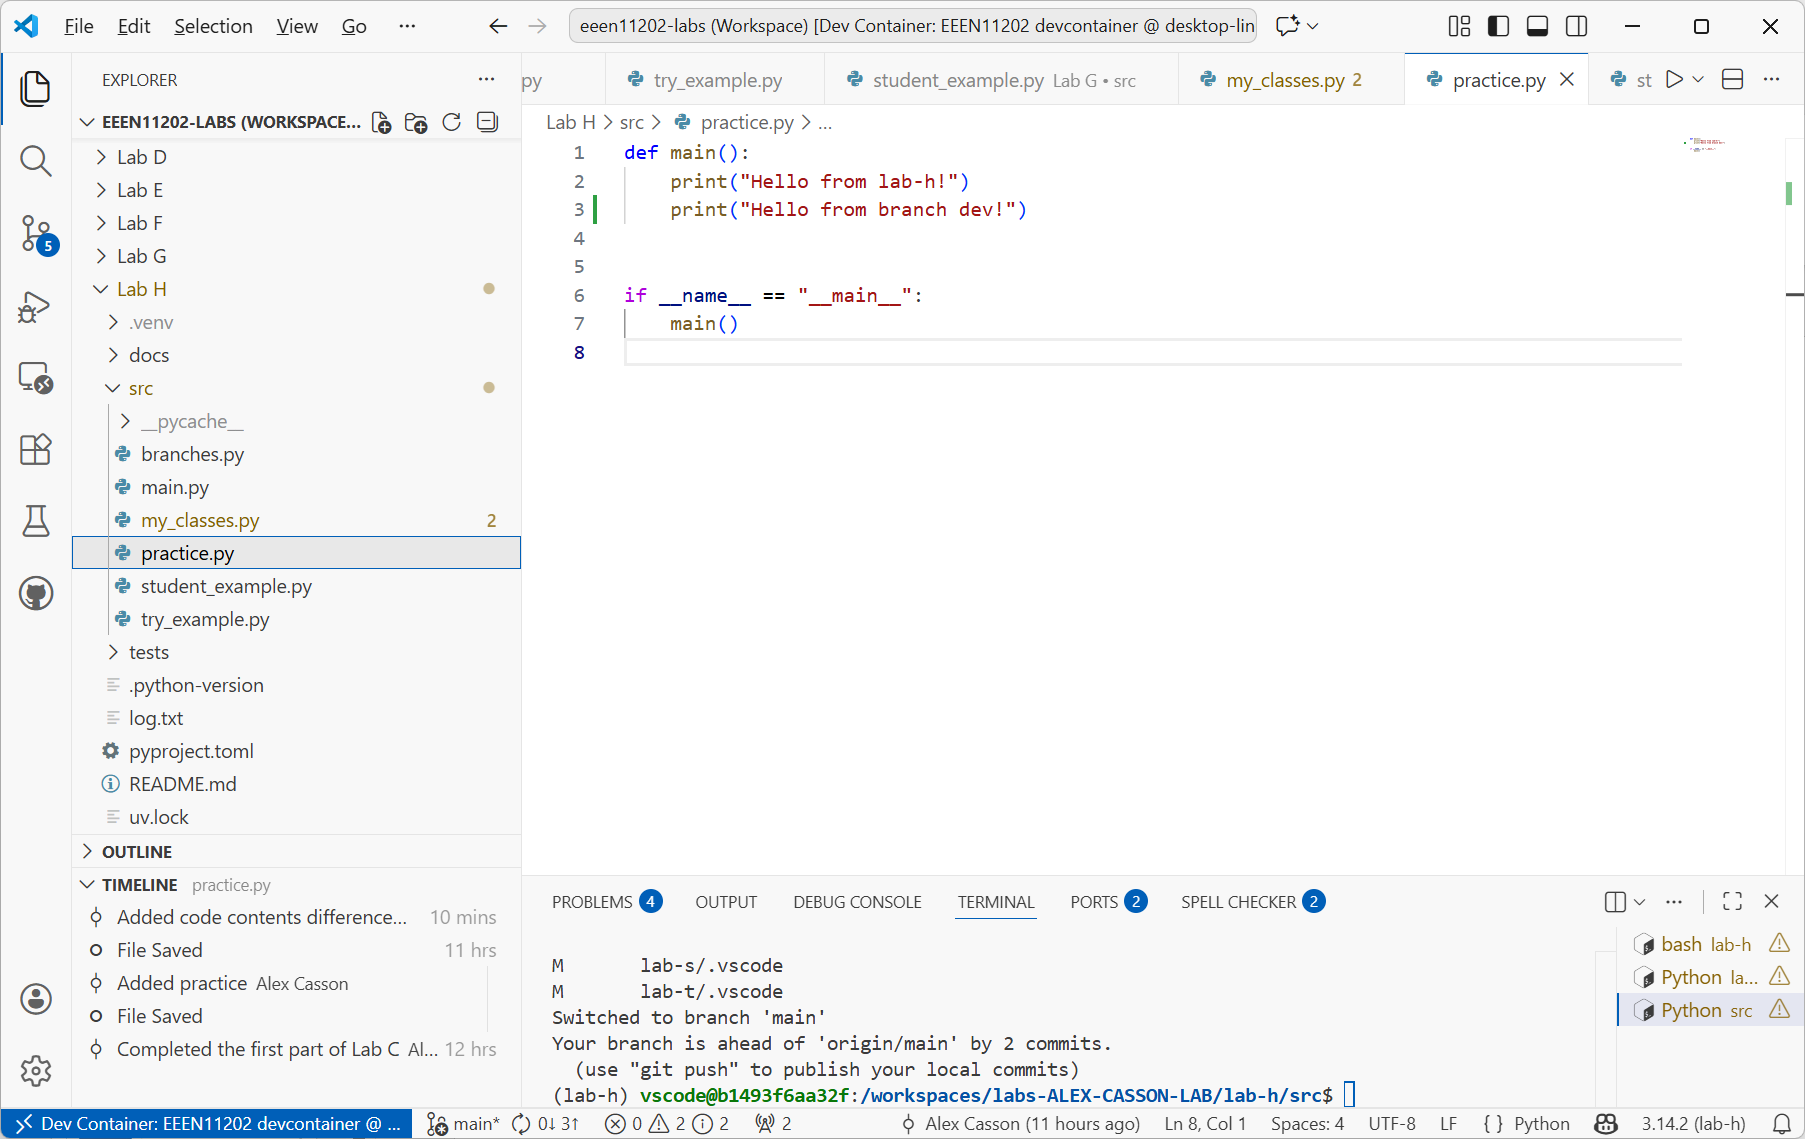 File Edit Selection View Go ··· eeen11202-labs (Workspace) [Dev Container: EEEN11202 devcontainer @ desktop-lin
EXPLORER
EEEN11202-LABS (WORKSPACE...
Lab D
Lab E
Lab F
Lab G
Lab H
.venv
docs
src
__pycache__
branches.py
main.py
my_classes.py 2
practice.py
student_example.py
try_example.py
tests
.python-version
log.txt
pyproject.toml
README.md
uv.lock
OUTLINE
TIMELINE practice.py
Added code contents difference... 10 mins
File Saved 11 hrs
Added practice Alex Casson
File Saved
Completed the first part of Lab C Al... 12 hrs
5
py try_example.py student_example.py Lab G • src my_classes.py 2 practice.py st
Lab H > src > practice.py > ...
1 def main():
2 print("Hello from lab-h!")
3 print("Hello from branch dev!")
4
5
6 if __name__ == "__main__":
7 main()
8
PROBLEMS 4 OUTPUT DEBUG CONSOLE TERMINAL PORTS 2 SPELL CHECKER 2
M lab-s/.vscode
M lab-t/.vscode
Switched to branch 'main'
Your branch is ahead of 'origin/main' by 2 commits.
(use "git push" to publish your local commits)
(lab-h) vscode@b1493f6aa32f:/workspaces/labs-ALEX-CASSON-LAB/lab-h/src$
bash lab-h
Python la...
Python src
Dev Container: EEEN11202 devcontainer @ ... main* 0↓ 3↑ 0 2 2 2 Alex Casson (11 hours ago) Ln 8, Col 1 Spaces: 4 UTF-8 LF { } Python 3.14.2 (lab-h)